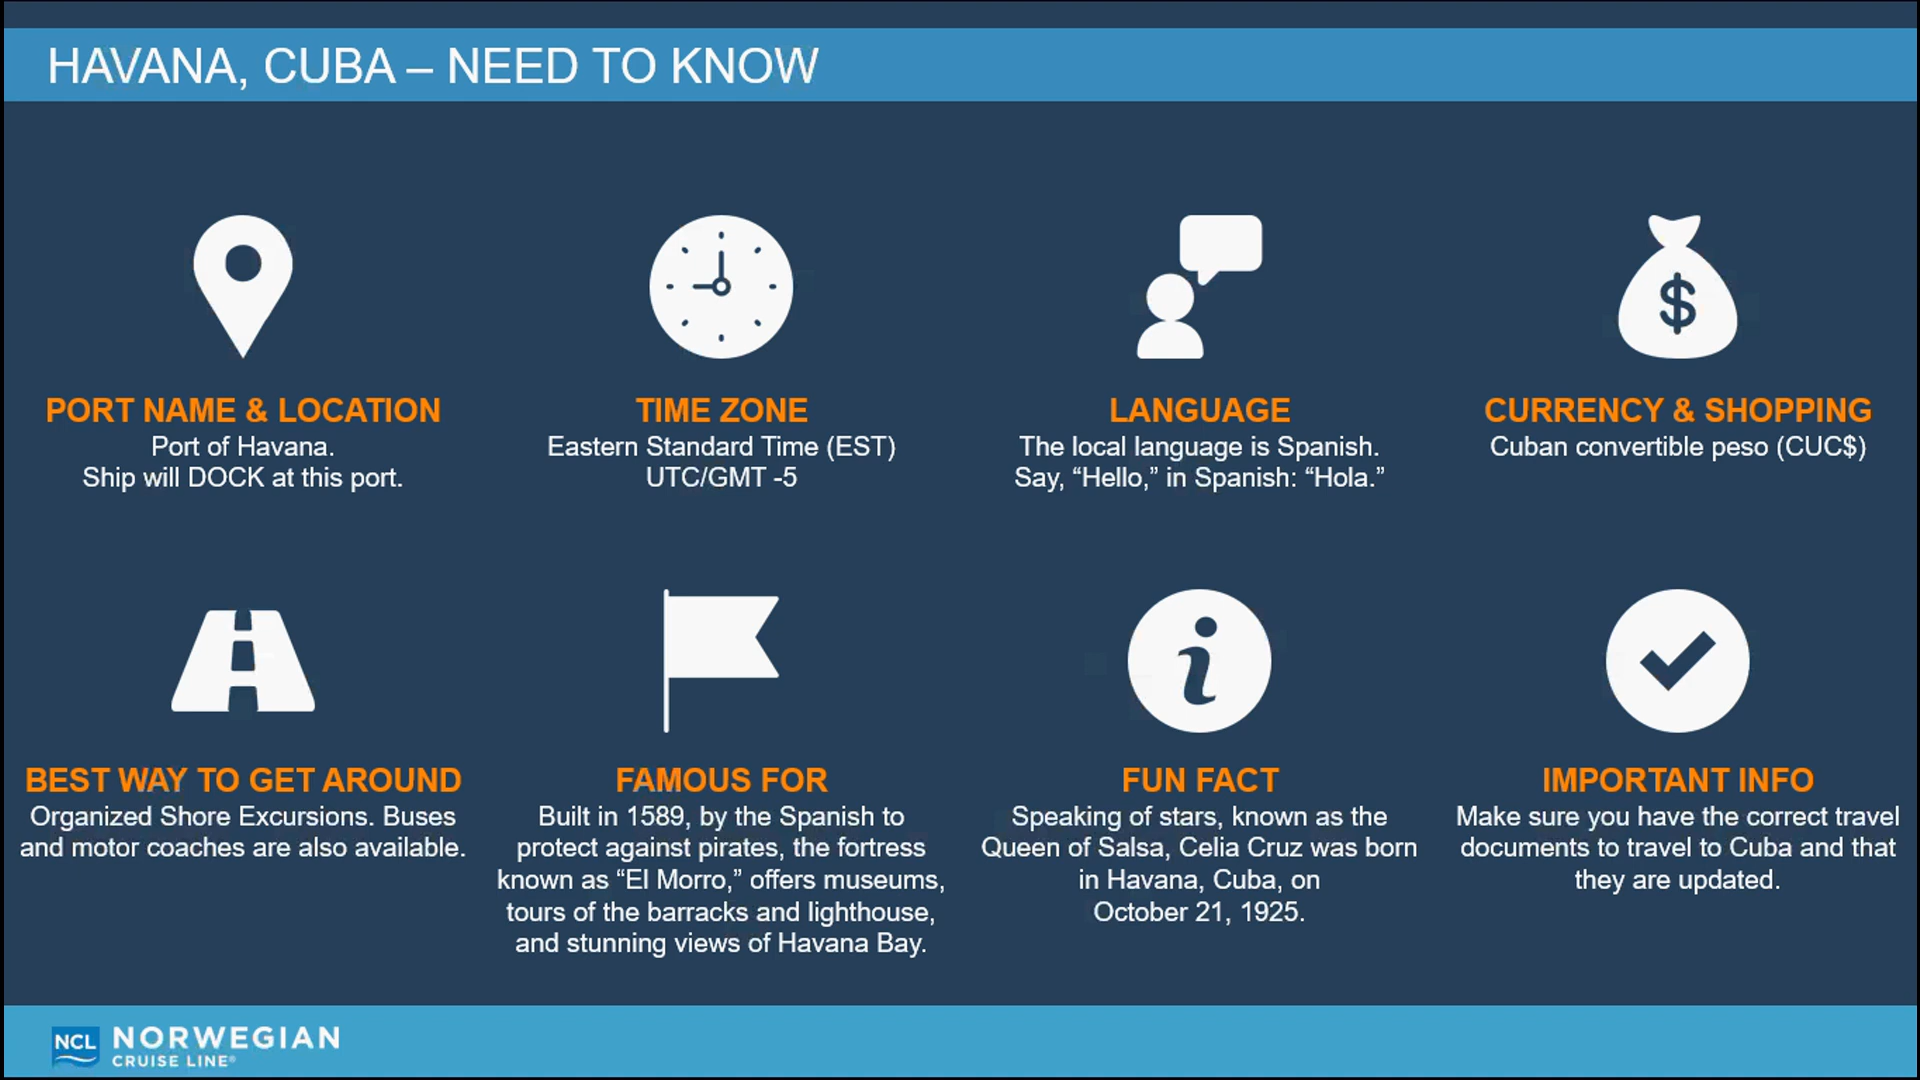 HAVANA, CUBA – NEED TO KNOW
PORT NAME & LOCATION
Port of Havana.
Ship will DOCK at this port.
TIME ZONE
Eastern Standard Time (EST)
UTC/GMT -5
LANGUAGE
The local language is Spanish.
Say, “Hello,” in Spanish: “Hola.”
$
CURRENCY & SHOPPING
Cuban convertible peso (CUC$)
BEST WAY TO GET AROUND
Organized Shore Excursions. Buses
and motor coaches are also available.
FAMOUS FOR
Built in 1589, by the Spanish to
protect against pirates, the fortress
known as “El Morro,” offers museums,
tours of the barracks and lighthouse,
and stunning views of Havana Bay.
i
FUN FACT
Speaking of stars, known as the
Queen of Salsa, Celia Cruz was born
in Havana, Cuba, on
October 21, 1925.
IMPORTANT INFO
Make sure you have the correct travel
documents to travel to Cuba and that
they are updated.
NCL
NORWEGIAN
CRUISE LINE®